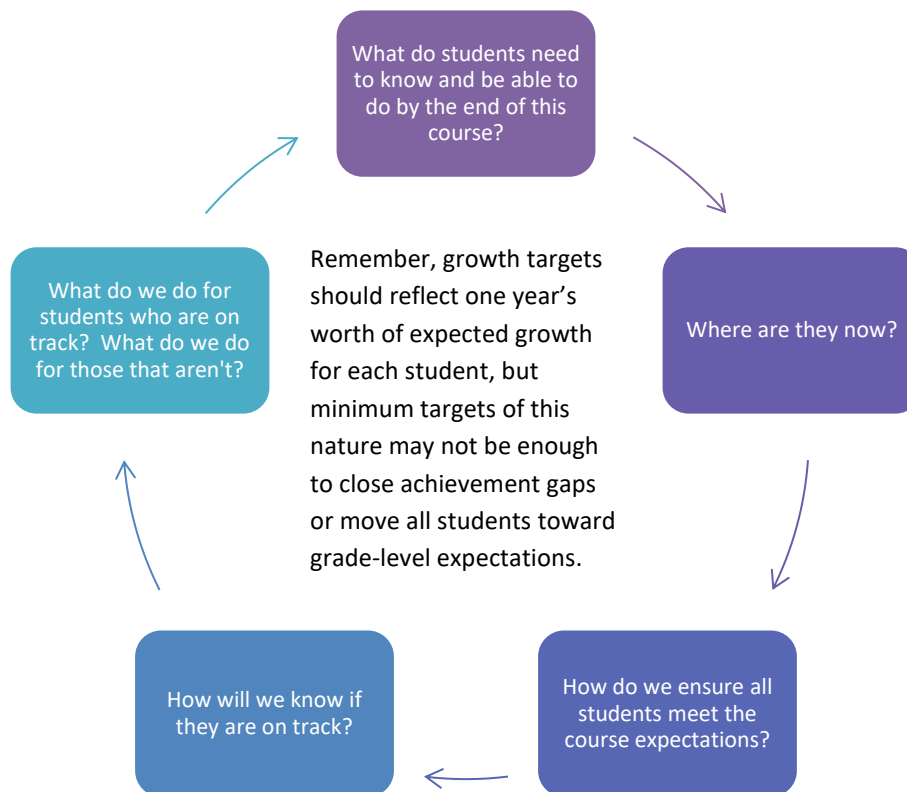 What do students need
to know and be able to
do by the end of this
course?
Where are they now?
How do we ensure all
students meet the
course expectations?
How will we know if
they are on track?
What do we do for
students who are on
track?  What do we do
for those that aren't?
Remember, growth targets
should reflect one year’s
worth of expected growth
for each student, but
minimum targets of this
nature may not be enough
to close achievement gaps
or move all students toward
grade-level expectations.